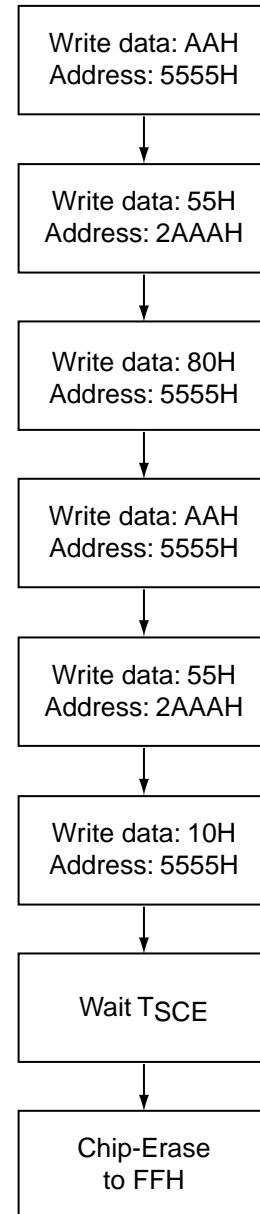 Write data: AAH
Address: 5555H
Write data: 55H
Address: 2AAAH
Write data: 80H
Address: 5555H
Write data: AAH
Address: 5555H
Write data: 55H
Address: 2AAAH
Write data: 10H
Address: 5555H
Wait TSCE
Chip-Erase
to FFH